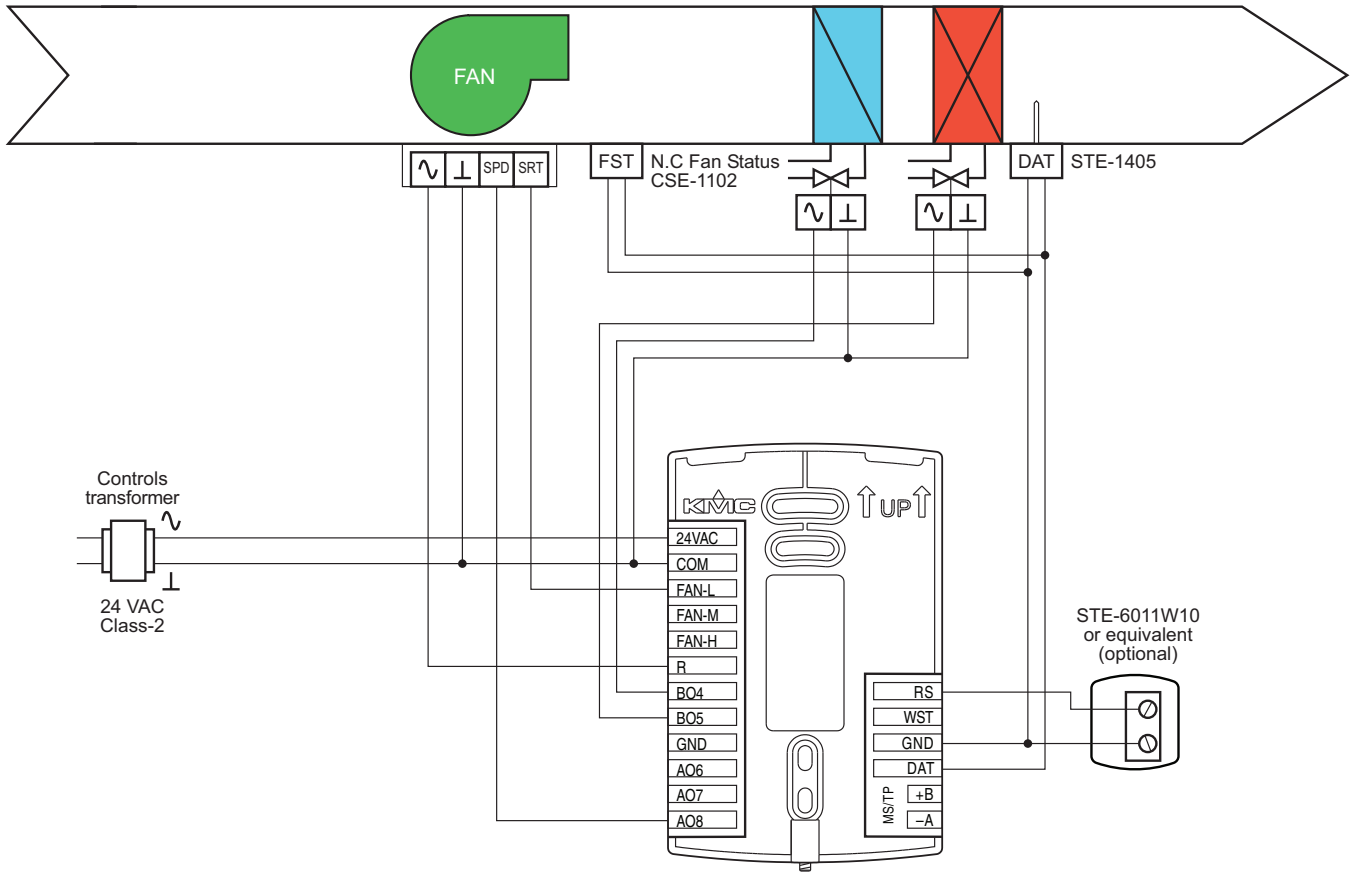 FAN
SPD
SRT
FST
N.C Fan Status
CSE-1102
DAT
STE-1405
Controls
transformer
24 VAC
Class-2
KMC
UP
24VAC
COM
FAN-L
FAN-M
FAN-H
R
BO4
BO5
GND
AO6
AO7
AO8
RS
WST
GND
DAT
MS/TP
+B
–A
STE-6011W10
or equivalent
(optional)